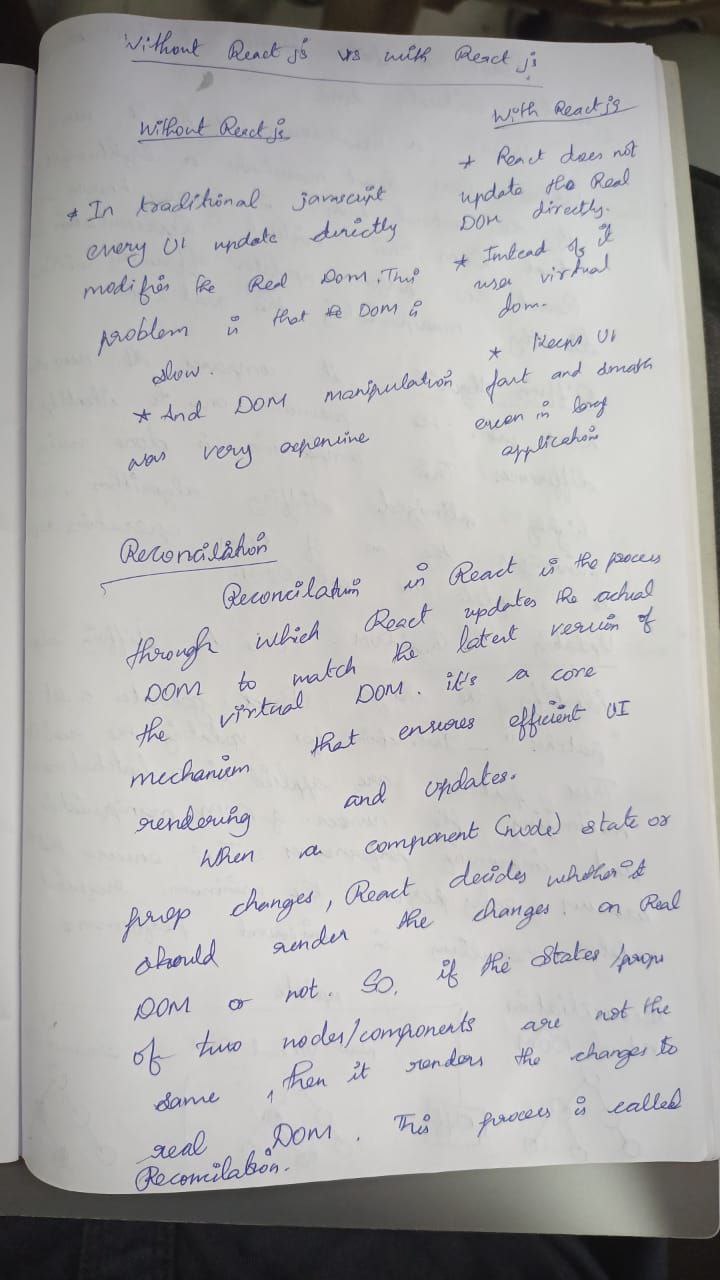 Without React js vs with React js
Without React js
* In traditional javascript
every UI update directly
modifies the Real DOM. This
problem is that the DOM is
slow.
* And DOM manipulation
was very expensive
With React js
* React does not
update the Real
DOM directly.
* Instead of it
uses virtual
dom.
* Keeps UI
fast and smooth
even in large
application
Reconcilation
Reconcilation in React is the process
through which React updates the actual
DOM to match the latest version of
the virtual DOM. it's a core
mechanism that ensures efficient UI
rendering and updates.
When a component (node) state or
prop changes, React decides whether it
should render the changes on Real
DOM or not. So, if the states/props
of two nodes/components are not the
same, then it renders the changes to
real DOM. This process is called
Reconcilation.